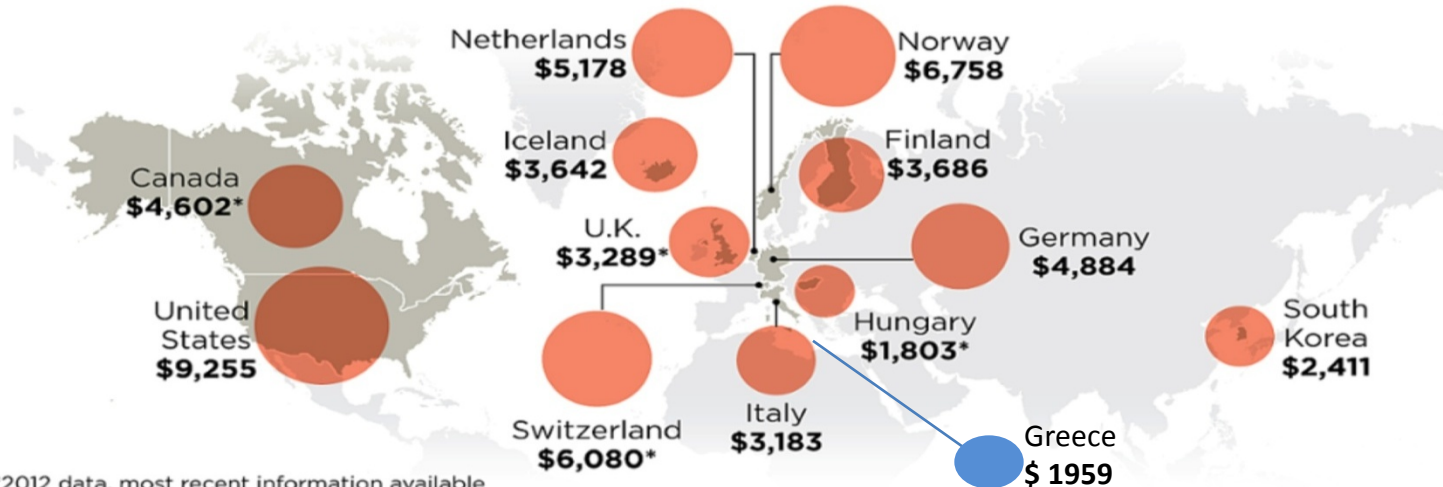 Netherlands
$5,178
Norway
$6,758
Iceland
$3,642
Finland
$3,686
Canada
$4,602*
U.K.
$3,289*
Germany
$4,884
United
States
$9,255
Hungary
$1,803*
South
Korea
$2,411
Switzerland
$6,080*
Italy
$3,183
Greece
$ 1959
2012 data, most recent information available